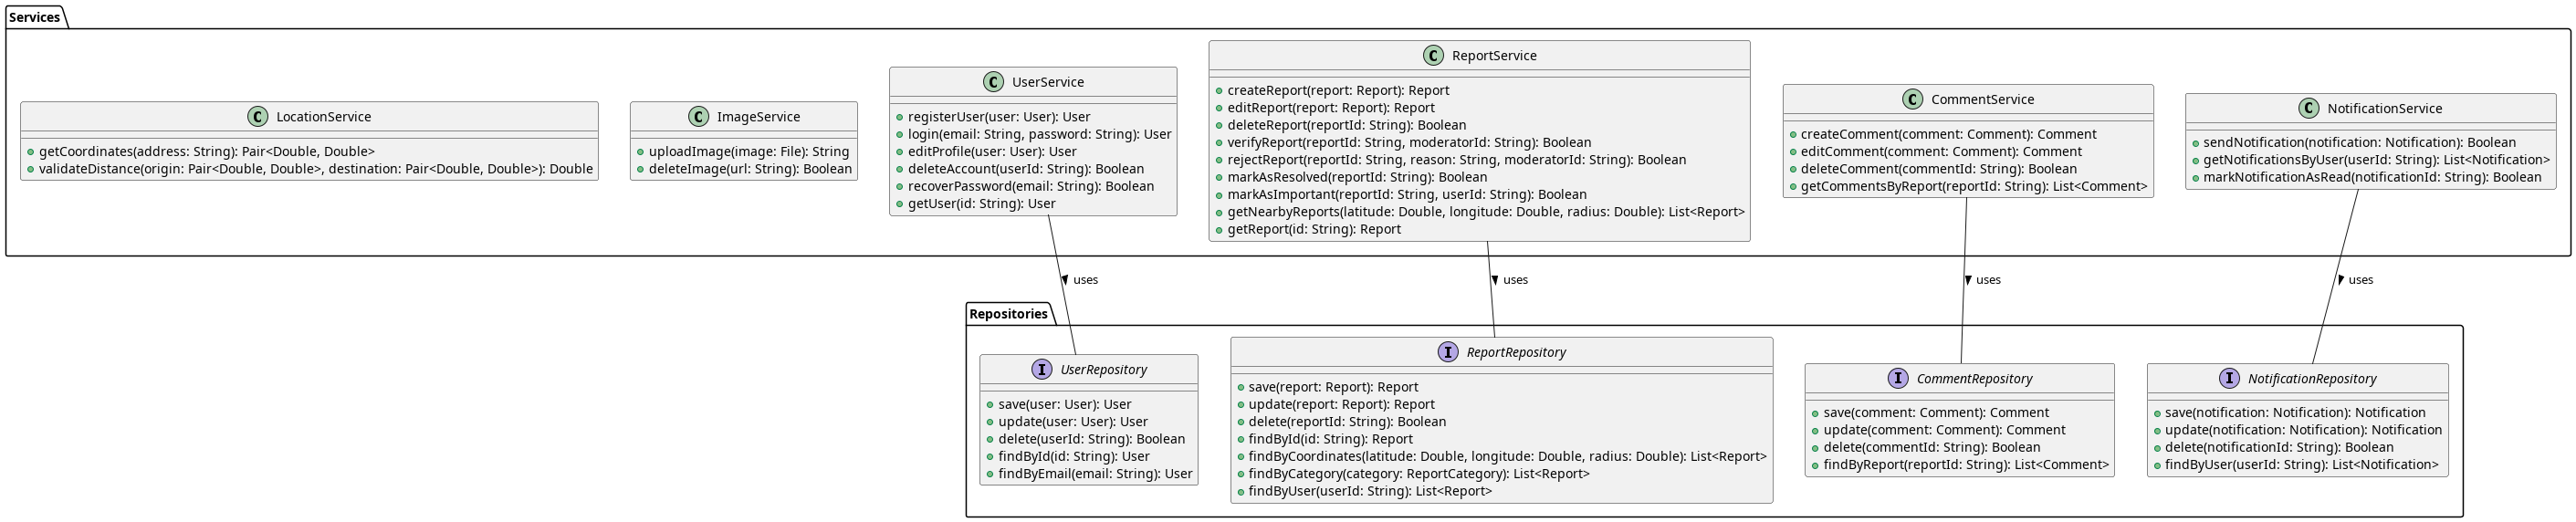 Services
LocationService
getCoordinates(address: String): Pair<Double, Double>
validateDistance(origin: Pair<Double, Double>, destination: Pair<Double, Double>): Double
ImageService
uploadImage(image: File): String
deleteImage(url: String): Boolean
UserService
registerUser(user: User): User
login(email: String, password: String): User
editProfile(user: User): User
deleteAccount(userId: String): Boolean
recoverPassword(email: String): Boolean
getUser(id: String): User
ReportService
createReport(report: Report): Report
editReport(report: Report): Report
deleteReport(reportId: String): Boolean
verifyReport(reportId: String, moderatorId: String): Boolean
rejectReport(reportId: String, reason: String, moderatorId: String): Boolean
markAsResolved(reportId: String): Boolean
markAsImportant(reportId: String, userId: String): Boolean
getNearbyReports(latitude: Double, longitude: Double, radius: Double): List<Report>
getReport(id: String): Report
CommentService
createComment(comment: Comment): Comment
editComment(comment: Comment): Comment
deleteComment(commentId: String): Boolean
getCommentsByReport(reportId: String): List<Comment>
NotificationService
sendNotification(notification: Notification): Boolean
getNotificationsByUser(userId: String): List<Notification>
markNotificationAsRead(notificationId: String): Boolean
uses
uses
uses
uses
Repositories
UserRepository
save(user: User): User
update(user: User): User
delete(userId: String): Boolean
findById(id: String): User
findByEmail(email: String): User
ReportRepository
save(report: Report): Report
update(report: Report): Report
delete(reportId: String): Boolean
findById(id: String): Report
findByCoordinates(latitude: Double, longitude: Double, radius: Double): List<Report>
findByCategory(category: ReportCategory): List<Report>
findByUser(userId: String): List<Report>
CommentRepository
save(comment: Comment): Comment
update(comment: Comment): Comment
delete(commentId: String): Boolean
findByReport(reportId: String): List<Comment>
NotificationRepository
save(notification: Notification): Notification
update(notification: Notification): Notification
delete(notificationId: String): Boolean
findByUser(userId: String): List<Notification>